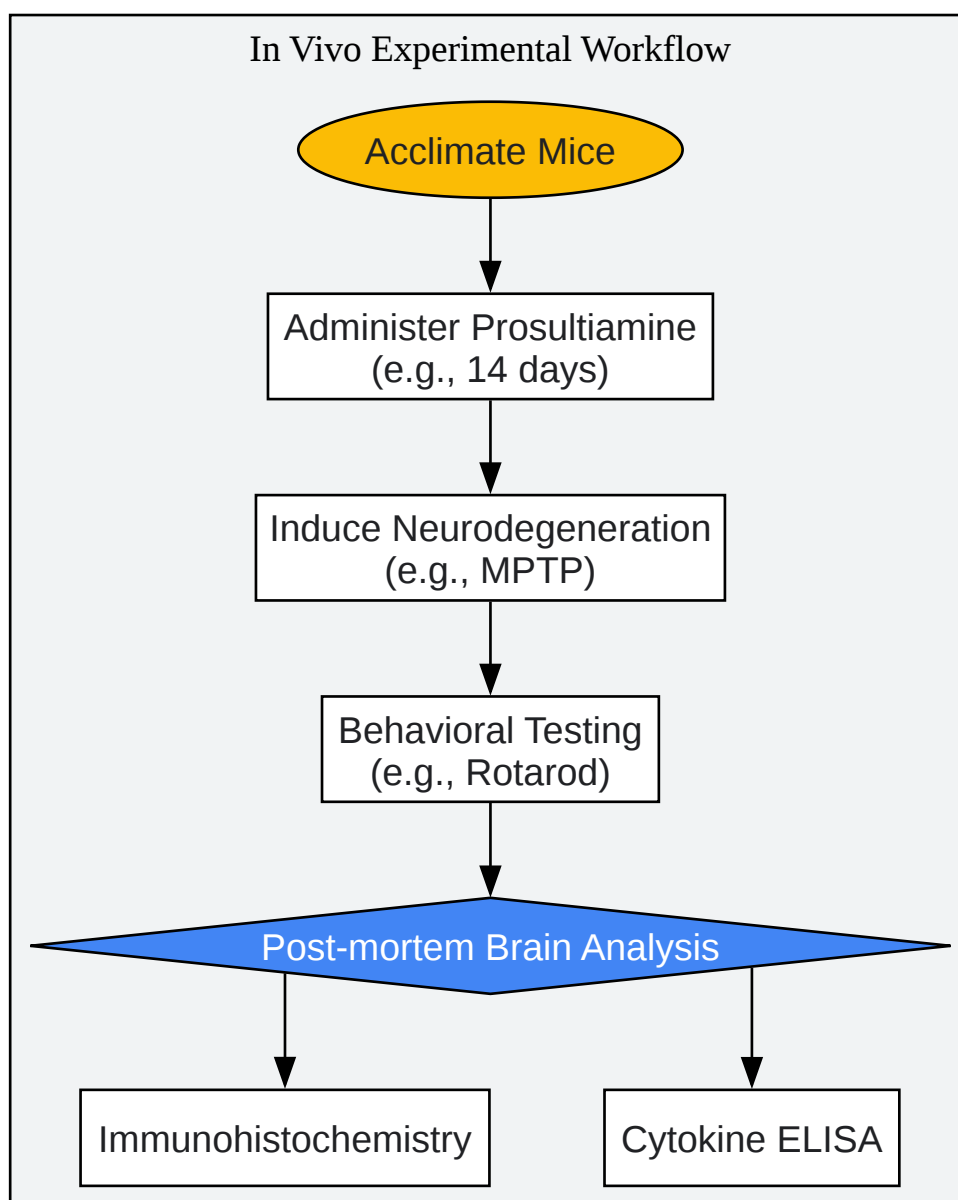 In Vivo Experimental Workflow
Acclimate Mice
Administer Prosultiamine
(e.g., 14 days)
Induce Neurodegeneration
(e.g., MPTP)
Behavioral Testing
(e.g., Rotarod)
Post-mortem Brain Analysis
Immunohistochemistry
Cytokine ELISA